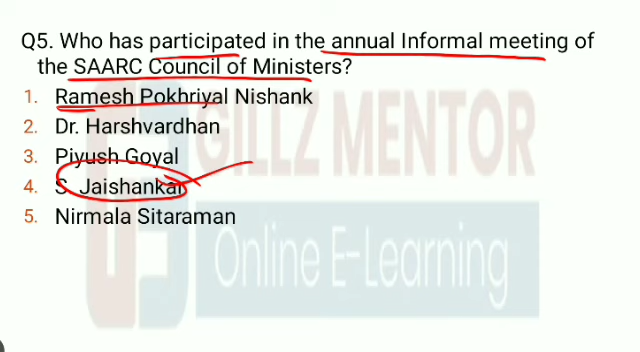 Q5. Who has participated in the annual Informal meeting of
the SAARC Council of Ministers?
1. Ramesh Pokhriyal Nishank
2. Dr. Harshvardhan
3. Piyush Goyal
4. S. Jaishankar
5. Nirmala Sitaraman
GILLZ MENTOR
Online E-Learning